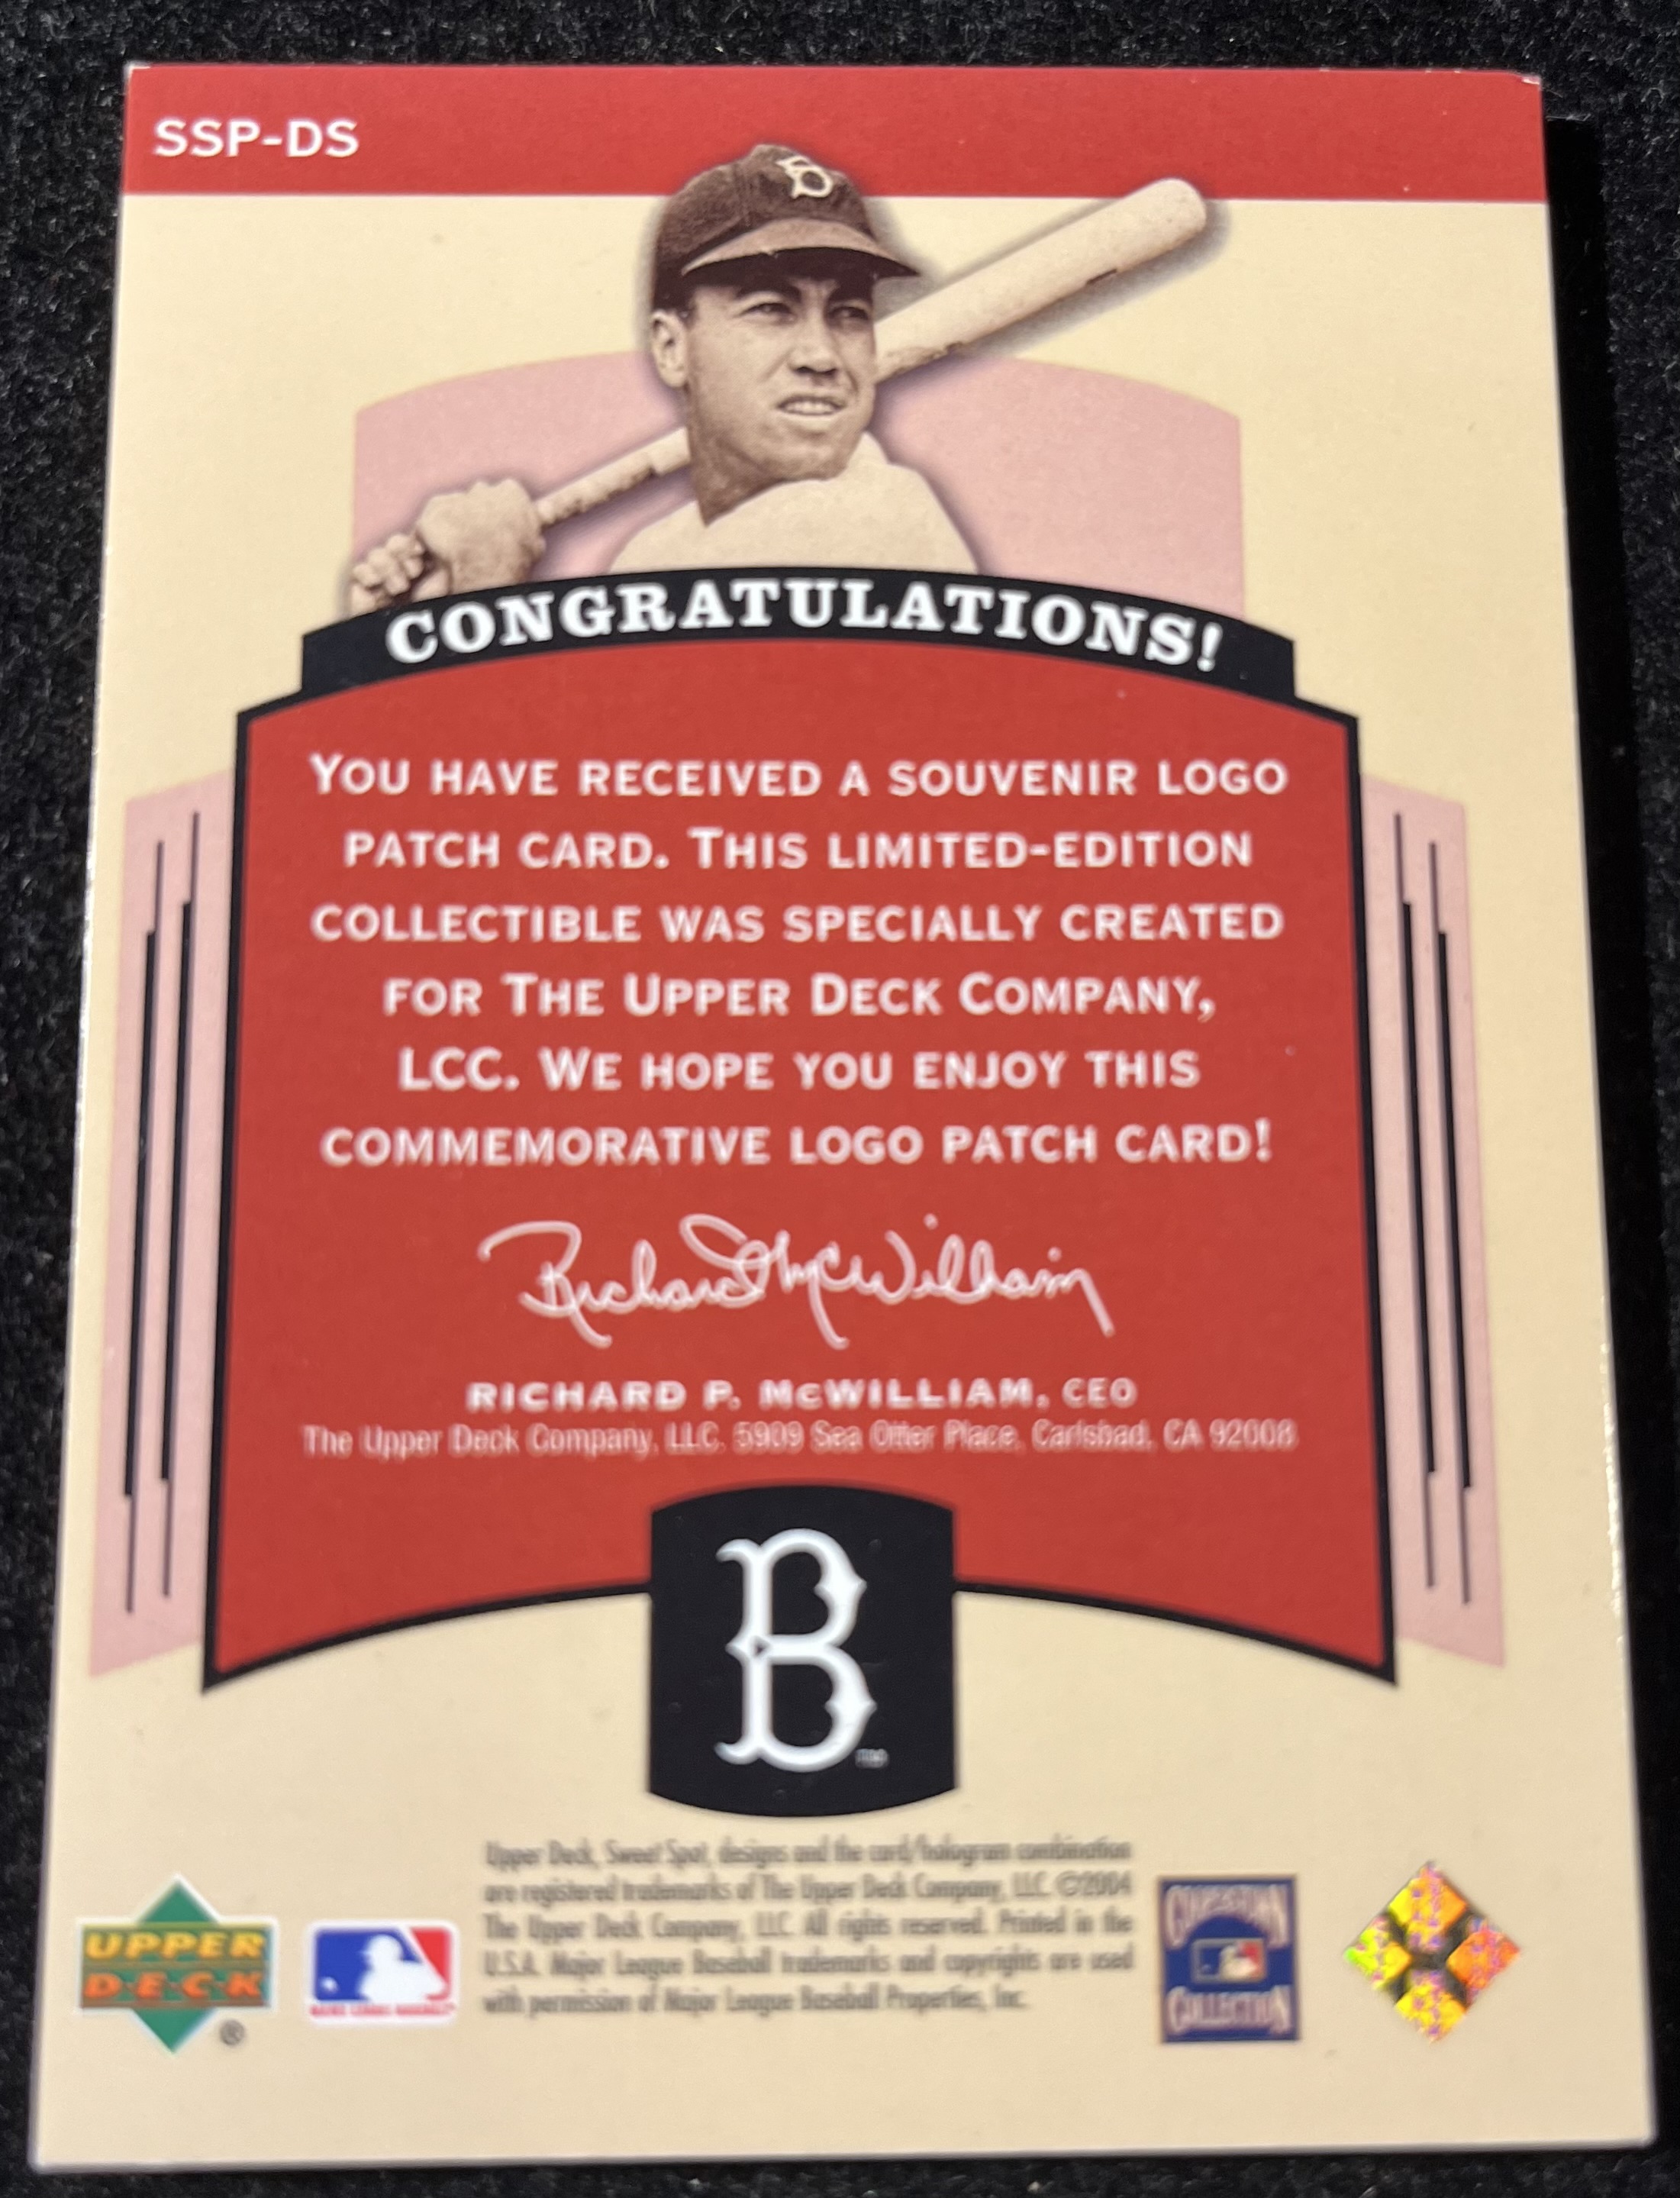 SSP-DS
B
CONGRATULATIONS!
YOU HAVE RECEIVED A SOUVENIR LOGO
PATCH CARD. THIS LIMITED-EDITION
COLLECTIBLE WAS SPECIALLY CREATED
FOR THE UPPER DECK COMPANY,
LCC. WE HOPE YOU ENJOY THIS
COMMEMORATIVE LOGO PATCH CARD!
Richard McWilliam
RICHARD P. McWILLIAM, CEO
The Upper Deck Company, LLC. 5909 Sea Otter Place, Carlsbad, CA 92008
B
TM
Upper Deck, Sweet Spot, designs and the card/hologram combination
are registered trademarks of The Upper Deck Company, LLC. ©2004
The Upper Deck Company, LLC. All rights reserved. Printed in the
U.S.A. Major League Baseball trademarks and copyrights are used
with permission of Major League Baseball Properties, Inc.
UPPER
DECK
®
MAJOR LEAGUE BASEBALL
COOPERSTOWN
COLLECTION